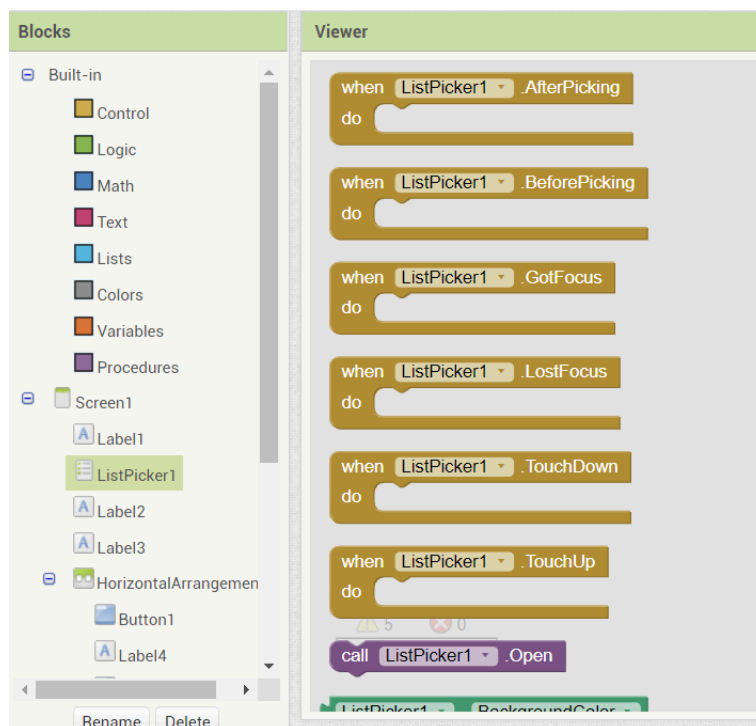 Blocks
Built-in
Control
Logic
Math
Text
Lists
Colors
Variables
Procedures
Screen1
Label1
ListPicker1
Label2
Label3
HorizontalArrangemen
Button1
Label4
Rename Delete
Viewer
when ListPicker1 .AfterPicking
do
when ListPicker1 .BeforePicking
do
when ListPicker1 .GotFocus
do
when ListPicker1 .LostFocus
do
when ListPicker1 .TouchDown
do
when ListPicker1 .TouchUp
do
5 0
call ListPicker1 .Open
ListPicker1 . BackgroundColor